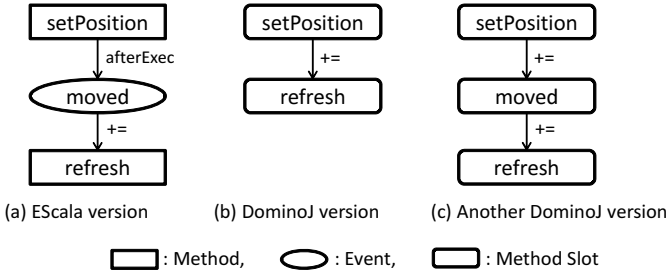 setPosition
afterExec
moved
+=
refresh
(a) EScala version
setPosition
+=
refresh
(b) DominoJ version
setPosition
+=
moved
+=
refresh
(c) Another DominoJ version
: Method, : Event, : Method Slot